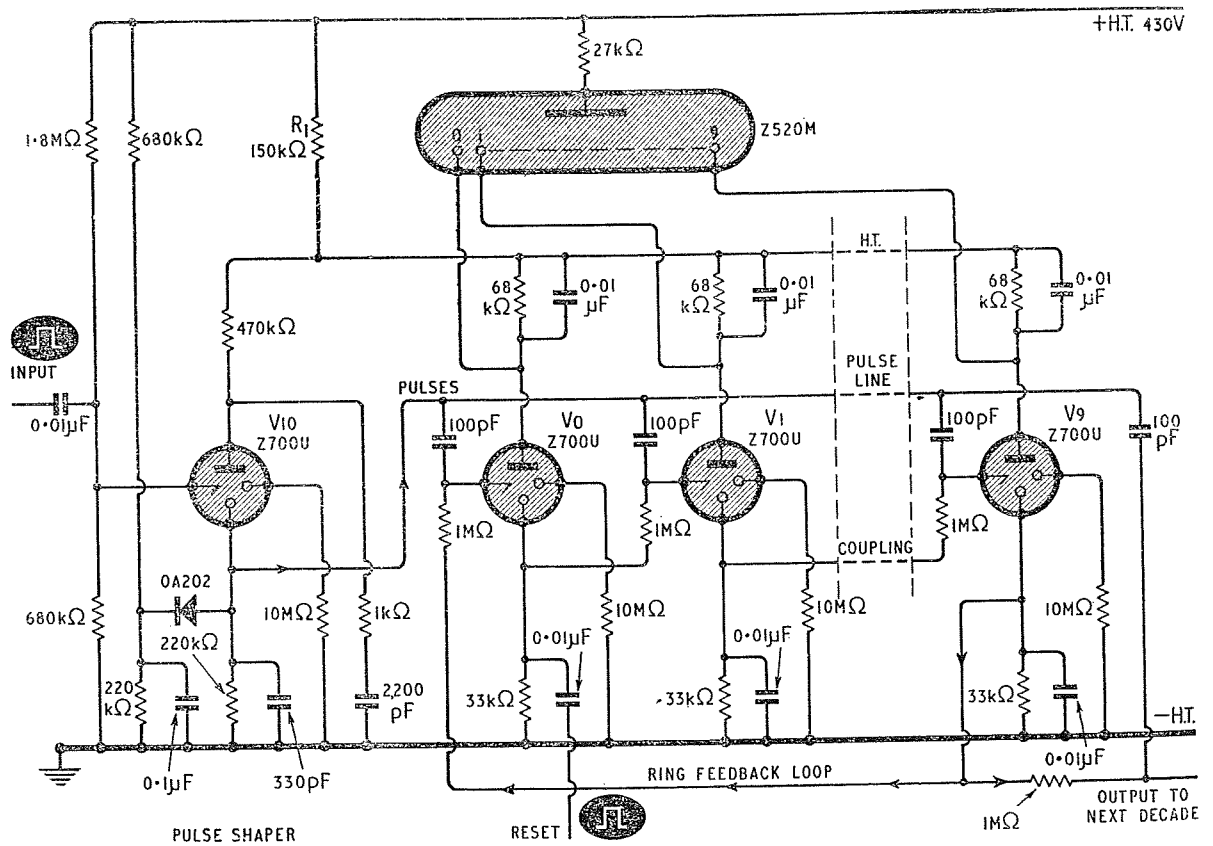 +H.T. 430V
27kΩ
1·8MΩ
680kΩ
R1
150kΩ
0
1
9
Z520M
H.T.
68
kΩ
0·01
µF
68
kΩ
0·01
µF
68
kΩ
0·01
µF
470kΩ
INPUT
0·01µF
PULSES
PULSE
LINE
V10
Z700U
100pF
V0
Z700U
100pF
V1
Z700U
100pF
V9
Z700U
100
pF
1MΩ
1MΩ
1MΩ
COUPLING
OA202
680kΩ
220kΩ
10MΩ
1kΩ
10MΩ
10MΩ
10MΩ
0·01µF
0·01µF
220
kΩ
2,200
pF
33kΩ
33kΩ
33kΩ
-H.T.
0·1µF
330pF
0·01µF
RING FEEDBACK LOOP
1MΩ
OUTPUT TO
NEXT DECADE
PULSE SHAPER
RESET